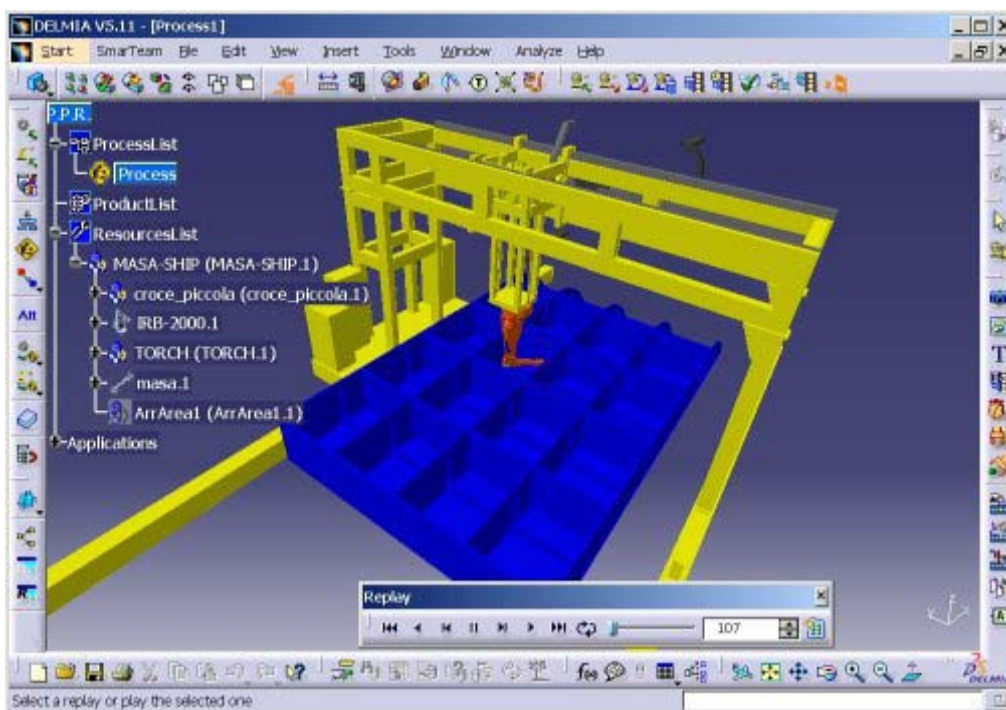 DELMIA V5.11 - [Process1]
Start SmarTeam File Edit View Insert Tools Window Analyze Help
P.P.R.
ProcessList
Process
ProductList
ResourcesList
MASA-SHIP (MASA-SHIP.1)
croce_piccola (croce_piccola.1)
IRB-2000.1
TORCH (TORCH.1)
masa.1
ArrArea1 (ArrArea1.1)
Applications
Att
Replay
107
DELMIA
Select a replay or play the selected one